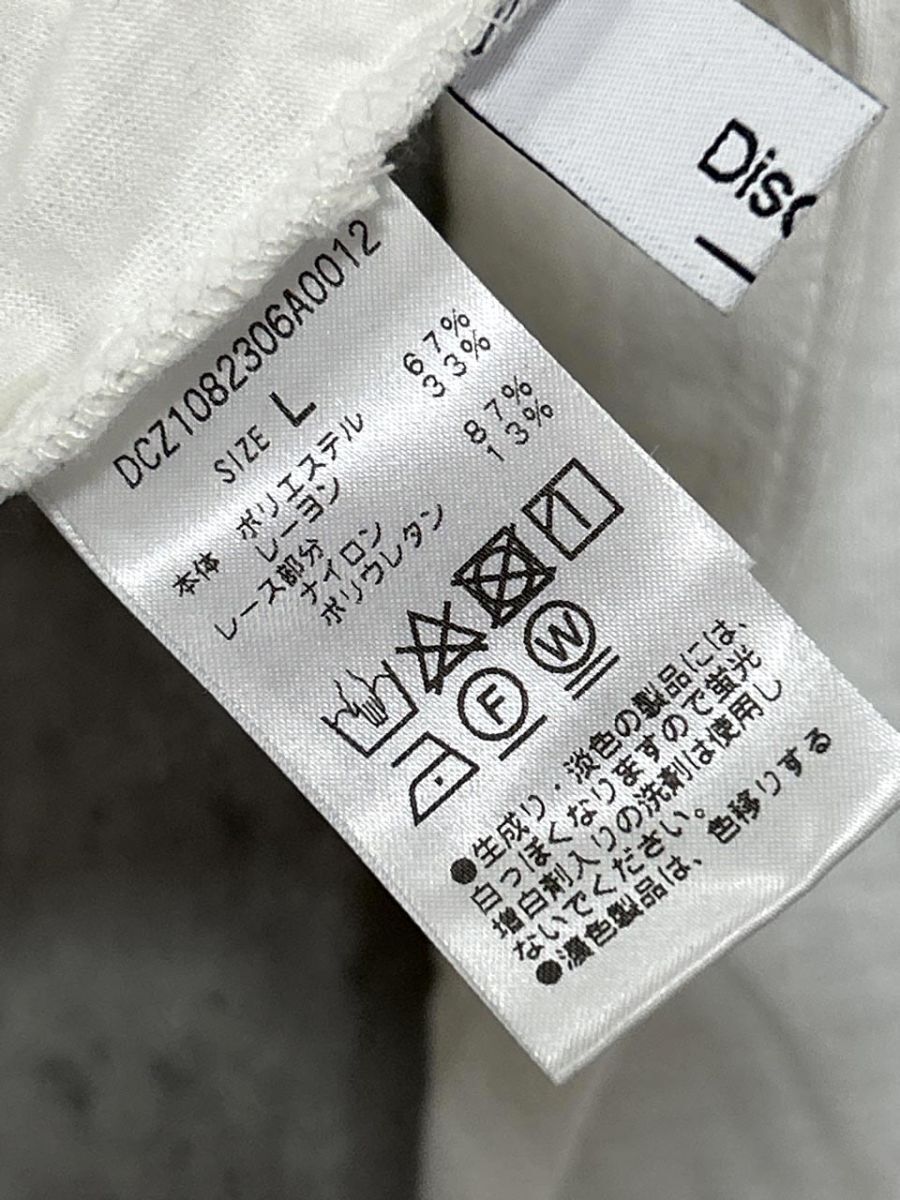 Disc
DCZ1082306A0012
SIZE L
本体 ポリエステル 67%
レーヨン 33%
レース部分
ナイロン 87%
ポリウレタン 13%
F
W
●生成り・淡色の製品には、
白っぽくなりますので蛍光
増白剤入りの洗剤は使用し
ないでください。
●濃色製品は、色移りする